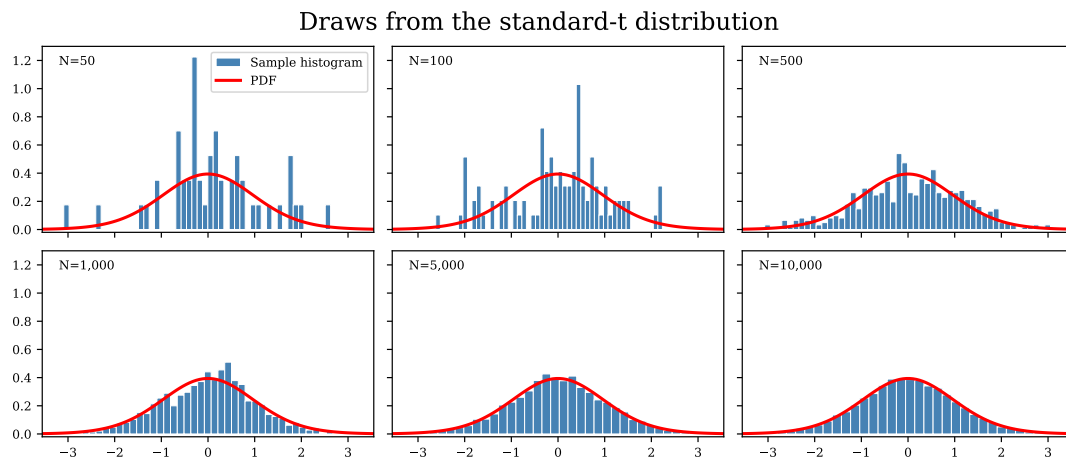 Draws from the standard-t distribution
N=50
Sample histogram
PDF
N=100
N=500
1.2
1.0
0.8
0.6
0.4
0.2
0.0
N=1,000
N=5,000
N=10,000
1.2
1.0
0.8
0.6
0.4
0.2
0.0
−3 −2 −1 0 1 2 3
−3 −2 −1 0 1 2 3
−3 −2 −1 0 1 2 3